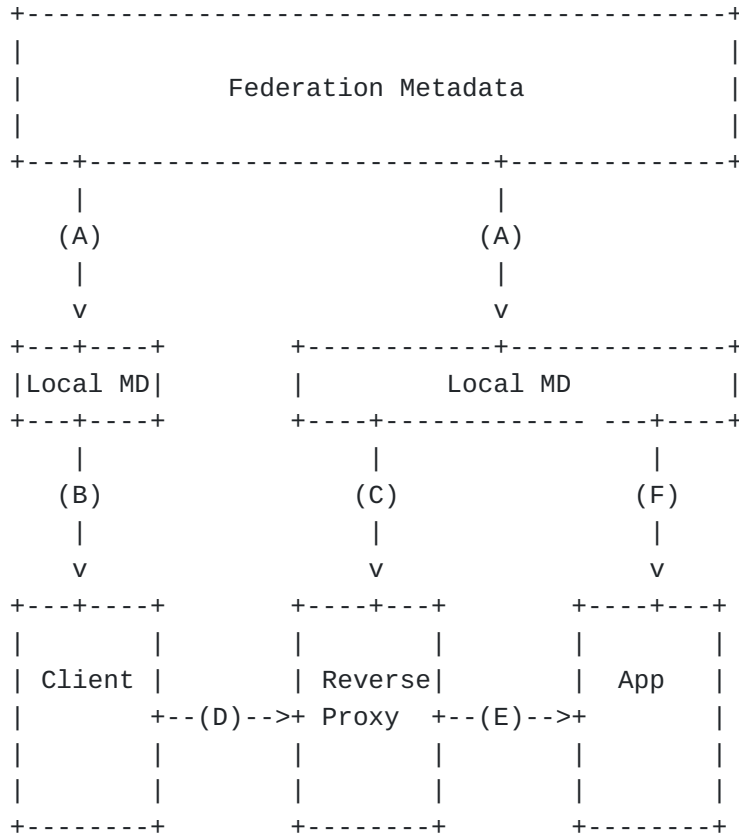 Federation Metadata
(A) (A)
v v
Local MD Local MD
(B) (C) (F)
v v v
Client Reverse App
(D) Proxy (E)